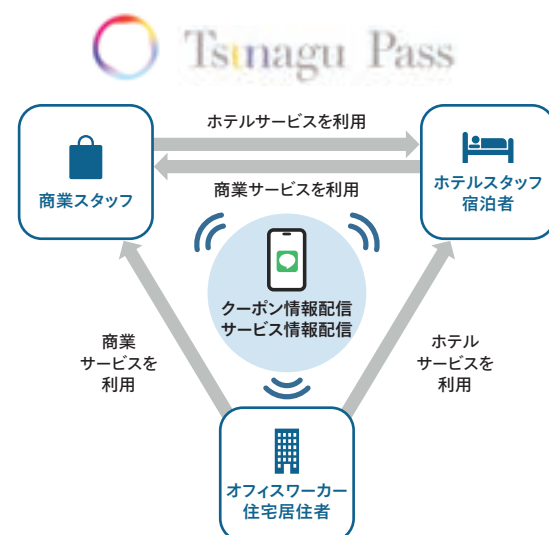 Tsunagu Pass
ホテルサービスを利用
商業スタッフ
商業サービスを利用
ホテルスタッフ
宿泊者
クーポン情報配信
サービス情報配信
商業
サービスを
利用
ホテル
サービスを
利用
オフィスワーカー
住宅居住者